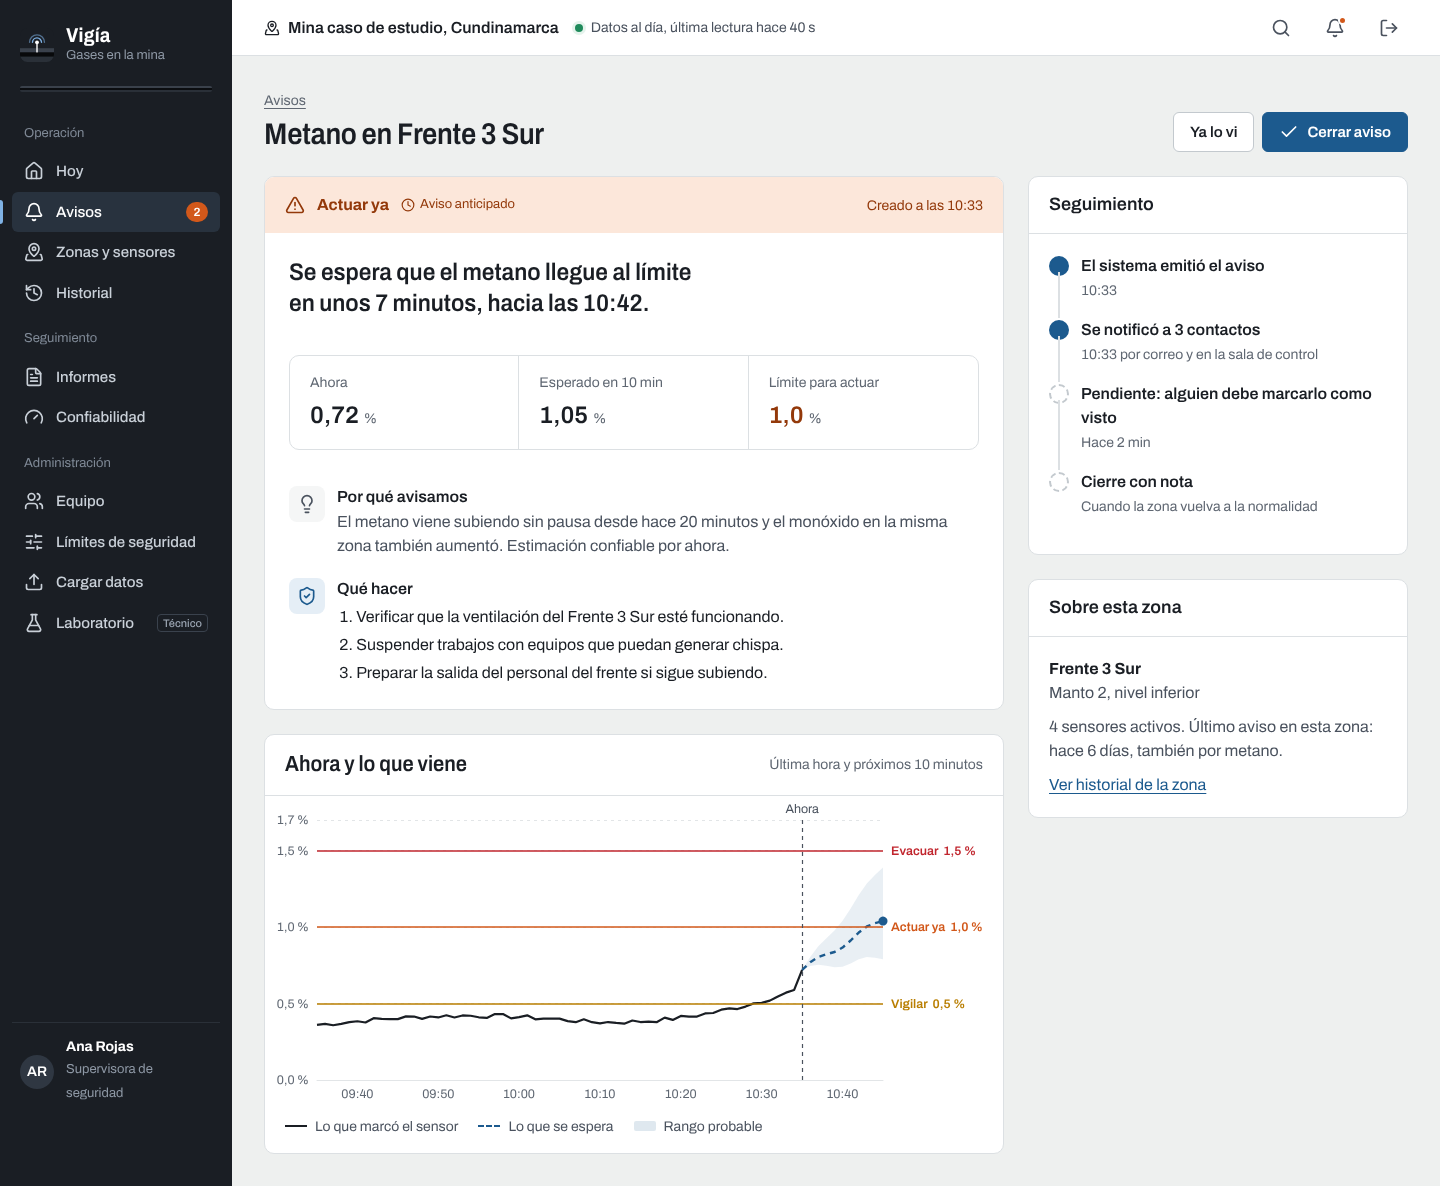 Vigía
Gases en la mina
Operación
Hoy
Avisos 2
Zonas y sensores
Historial
Seguimiento
Informes
Confiabilidad
Administración
Equipo
Límites de seguridad
Cargar datos
Laboratorio Técnico
AR
Ana Rojas
Supervisora de
seguridad
Mina caso de estudio, Cundinamarca Datos al día, última lectura hace 40 s
Avisos
Metano en Frente 3 Sur
Ya lo vi
Cerrar aviso
Actuar ya Aviso anticipado Creado a las 10:33
Se espera que el metano llegue al límite
en unos 7 minutos, hacia las 10:42.
Ahora
0,72 %
Esperado en 10 min
1,05 %
Límite para actuar
1,0 %
Por qué avisamos
El metano viene subiendo sin pausa desde hace 20 minutos y el monóxido en la misma
zona también aumentó. Estimación confiable por ahora.
Qué hacer
1. Verificar que la ventilación del Frente 3 Sur esté funcionando.
2. Suspender trabajos con equipos que puedan generar chispa.
3. Preparar la salida del personal del frente si sigue subiendo.
Ahora y lo que viene Última hora y próximos 10 minutos
Ahora
1,7 %
1,5 % Evacuar 1,5 %
1,0 % Actuar ya 1,0 %
0,5 % Vigilar 0,5 %
0,0 %
09:40 09:50 10:00 10:10 10:20 10:30 10:40
Lo que marcó el sensor Lo que se espera Rango probable
Seguimiento
El sistema emitió el aviso
10:33
Se notificó a 3 contactos
10:33 por correo y en la sala de control
Pendiente: alguien debe marcarlo como
visto
Hace 2 min
Cierre con nota
Cuando la zona vuelva a la normalidad
Sobre esta zona
Frente 3 Sur
Manto 2, nivel inferior
4 sensores activos. Último aviso en esta zona:
hace 6 días, también por metano.
Ver historial de la zona